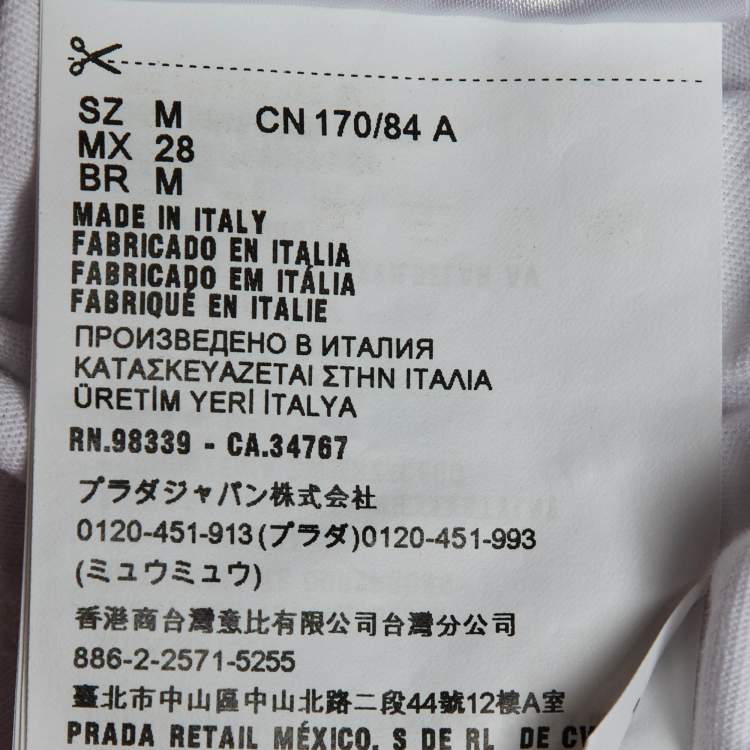 SZ M CN 170/84 A
MX 28
BR M
MADE IN ITALY
FABRICADO EN ITALIA
FABRICADO EM ITÁLIA
FABRIQUÉ EN ITALIE
ПРОИЗВЕДЕНО В ИТАЛИЯ
ΚΑΤΑΣΚΕΥΑΖΕΤΑΙ ΣΤΗΝ ΙΤΑΛΙΑ
ÜRETİM YERİ İTALYA
RN.98339 - CA.34767
プラダジャパン株式会社
0120-451-913(プラダ)0120-451-993
(ミュウミュウ)
香港商台灣意比有限公司台灣分公司
886-2-2571-5255
臺北市中山區中山北路二段44號12樓A室
PRADA RETAIL MÉXICO, S DE RL DE CV